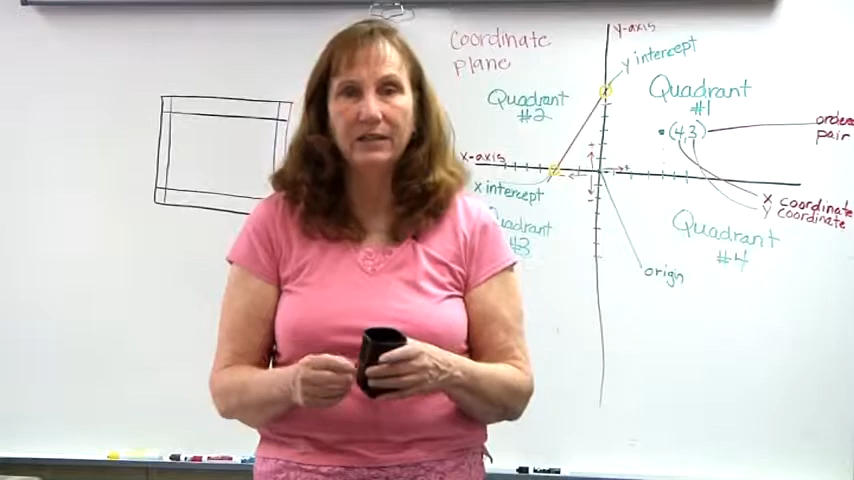 Coordinate
plane
y-axis
y intercept
Quadrant
#2
Quadrant
#1
(4,3)
ordered
pair
x-axis
x intercept
x coordinate
y coordinate
Quadrant
#3
Quadrant
#4
origin